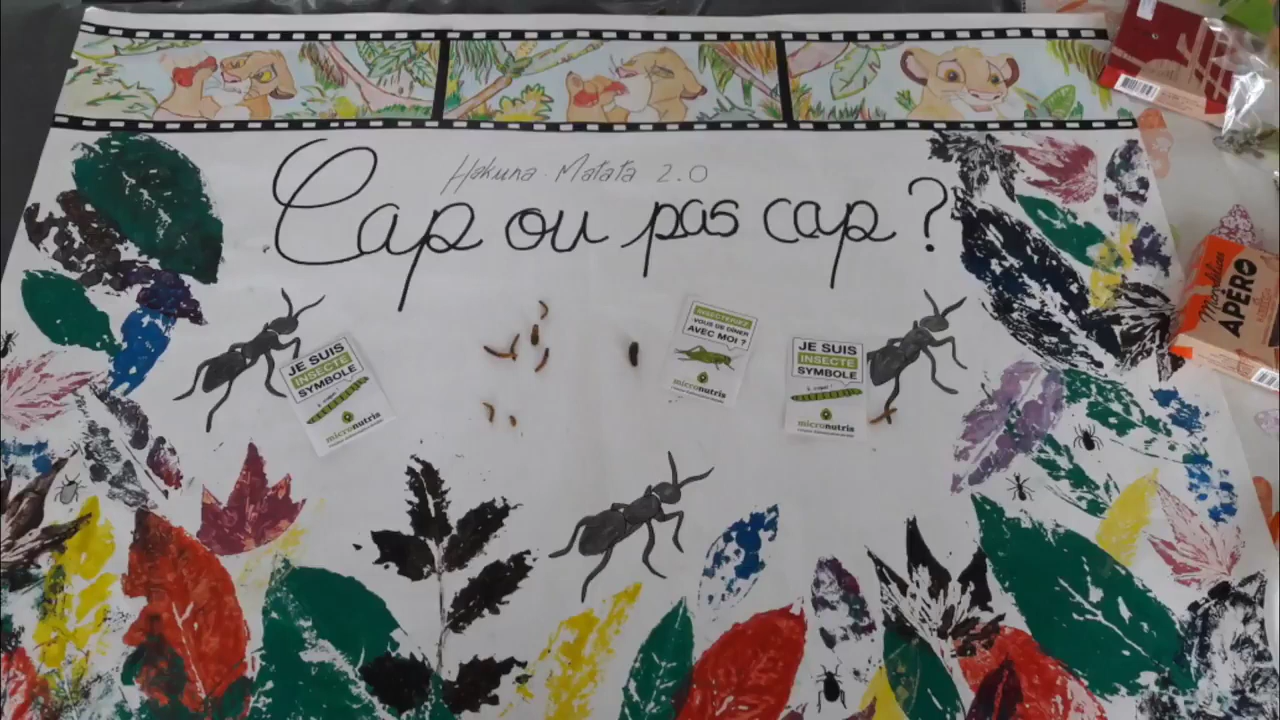 Hakuna Matata 2.0
Cap ou pas cap ?
JE SUIS
INSECTE
SYMBOLE
micronutris
INSECTERIEZ
VOUS DE DÎNER
AVEC MOI ?
micronutris
JE SUIS
INSECTE
SYMBOLE
micronutris
APÉRO